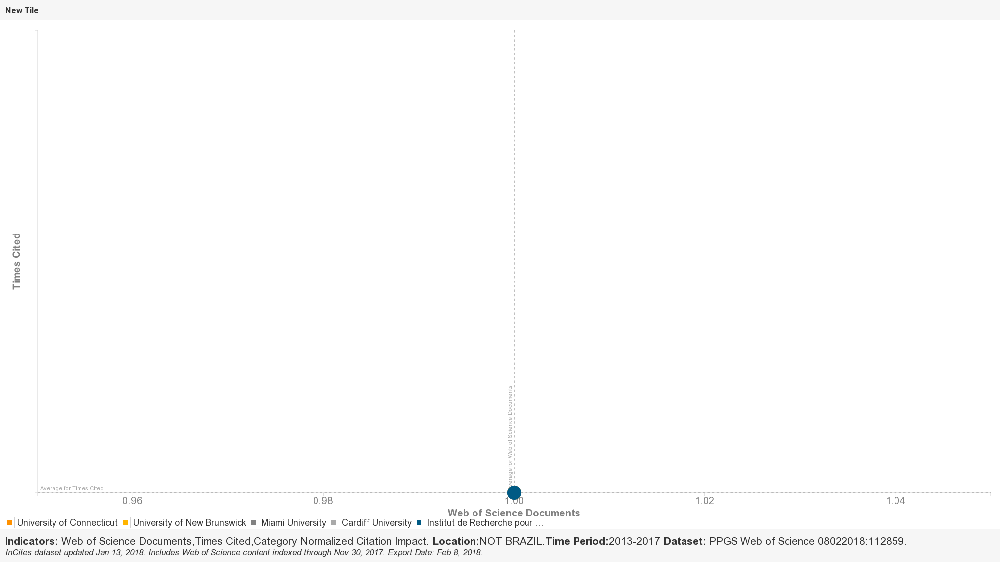 New Tile
Times Cited
Average for Web of Science Documents
Average for Times Cited
0.96 0.98 1.00 1.02 1.04
Web of Science Documents
University of Connecticut University of New Brunswick Miami University Cardiff University Institut de Recherche pour …
Indicators: Web of Science Documents,Times Cited,Category Normalized Citation Impact. Location:NOT BRAZIL.Time Period:2013-2017 Dataset: PPGS Web of Science 08022018:112859.
InCites dataset updated Jan 13, 2018. Includes Web of Science content indexed through Nov 30, 2017. Export Date: Feb 8, 2018.